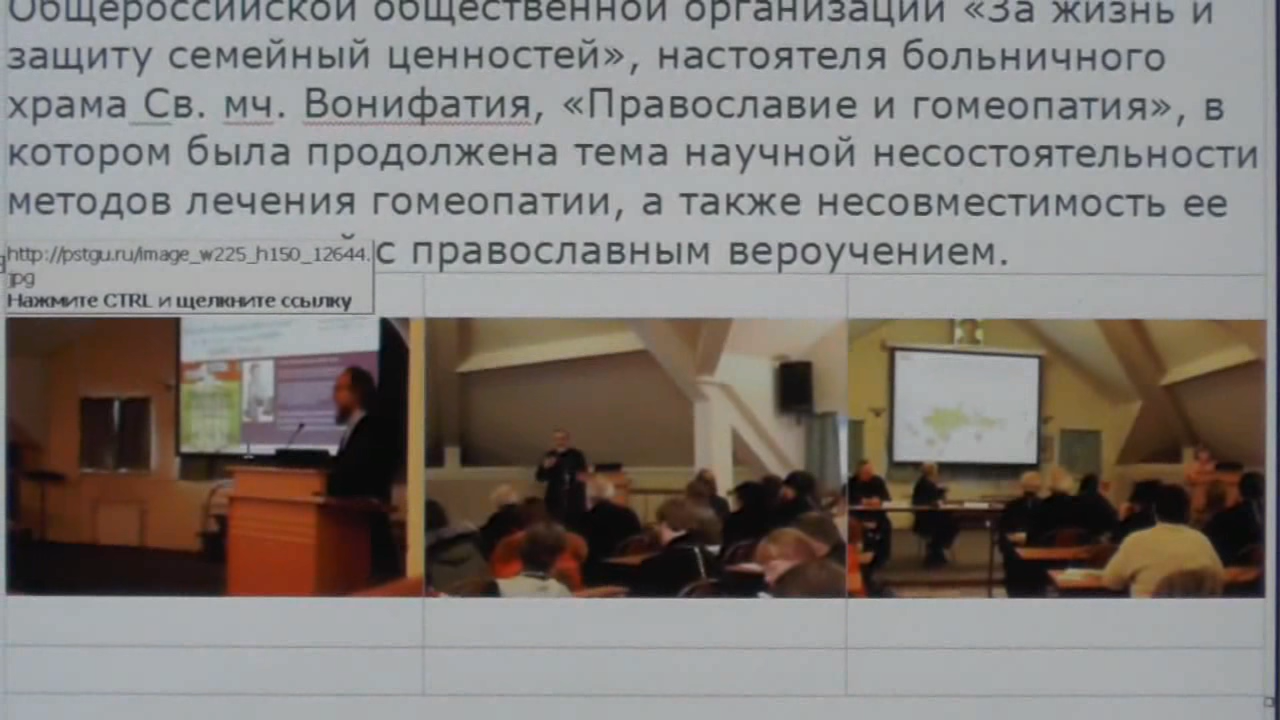 Общероссийской общественной организации «За жизнь и
защиту семейный ценностей», настоятеля больничного
храма Св. мч. Вонифатия, «Православие и гомеопатия», в
котором была продолжена тема научной несостоятельности
методов лечения гомеопатии, а также несовместимость ее
с православным вероучением.
http://pstgu.ru/image_w225_h150_12644.
jpg
Нажмите CTRL и щелкните ссылку